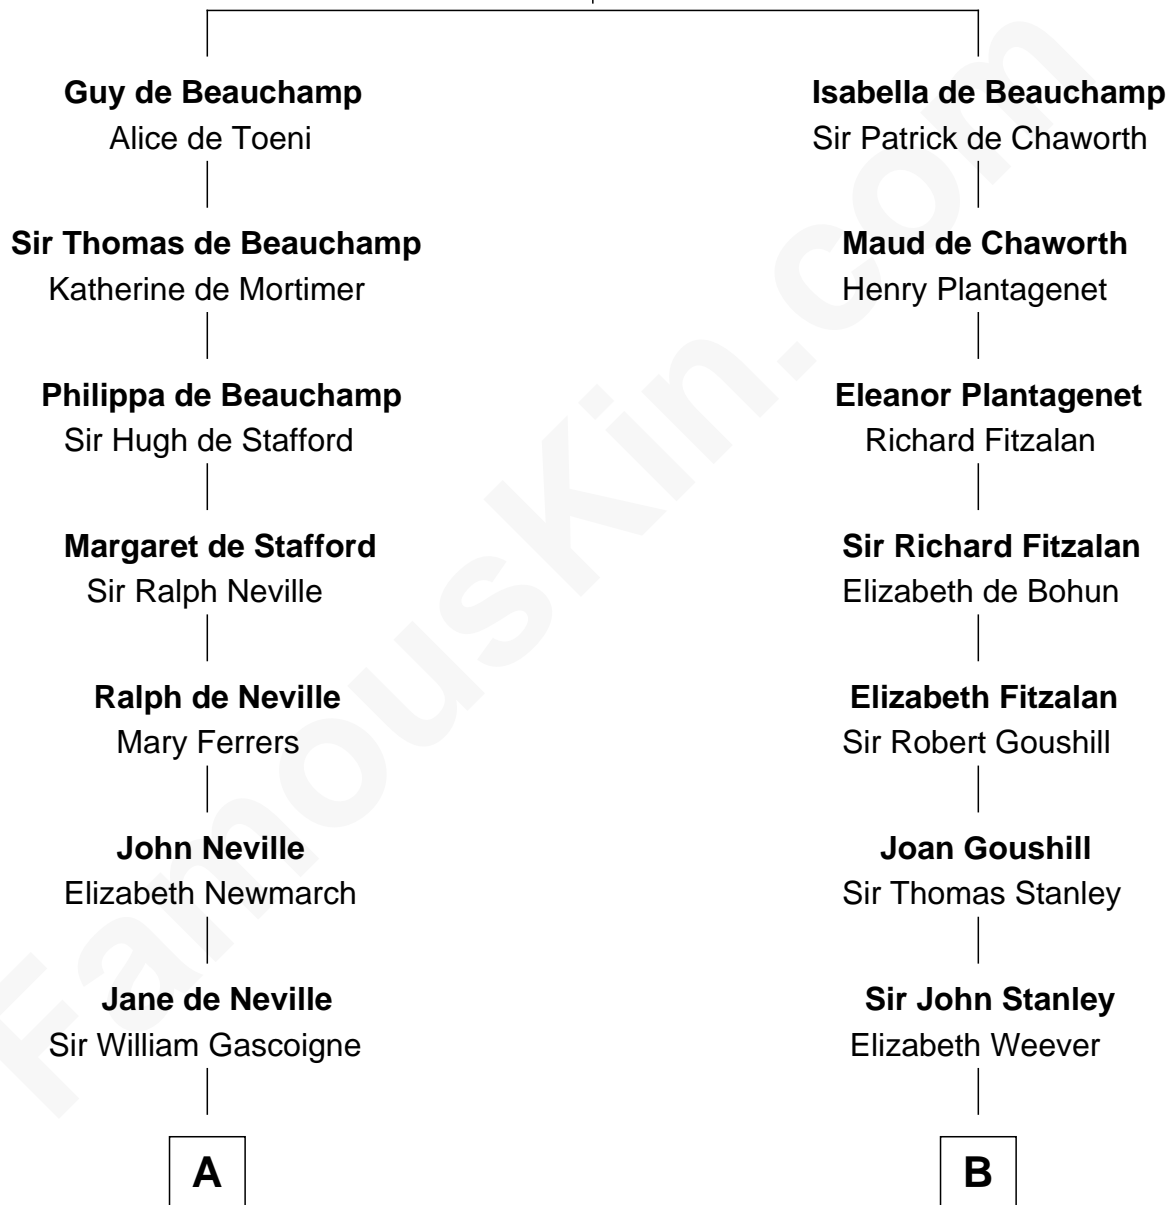 Guy de Beauchamp
Alice de Toeni
Sir Thomas de Beauchamp
Katherine de Mortimer
Philippa de Beauchamp
Sir Hugh de Stafford
Margaret de Stafford
Sir Ralph Neville
Ralph de Neville
Mary Ferrers
John Neville
Elizabeth Newmarch
Jane de Neville
Sir William Gascoigne
A
Isabella de Beauchamp
Sir Patrick de Chaworth
Maud de Chaworth
Henry Plantagenet
Eleanor Plantagenet
Richard Fitzalan
Sir Richard Fitzalan
Elizabeth de Bohun
Elizabeth Fitzalan
Sir Robert Goushill
Joan Goushill
Sir Thomas Stanley
Sir John Stanley
Elizabeth Weever
B
FamousKin.com